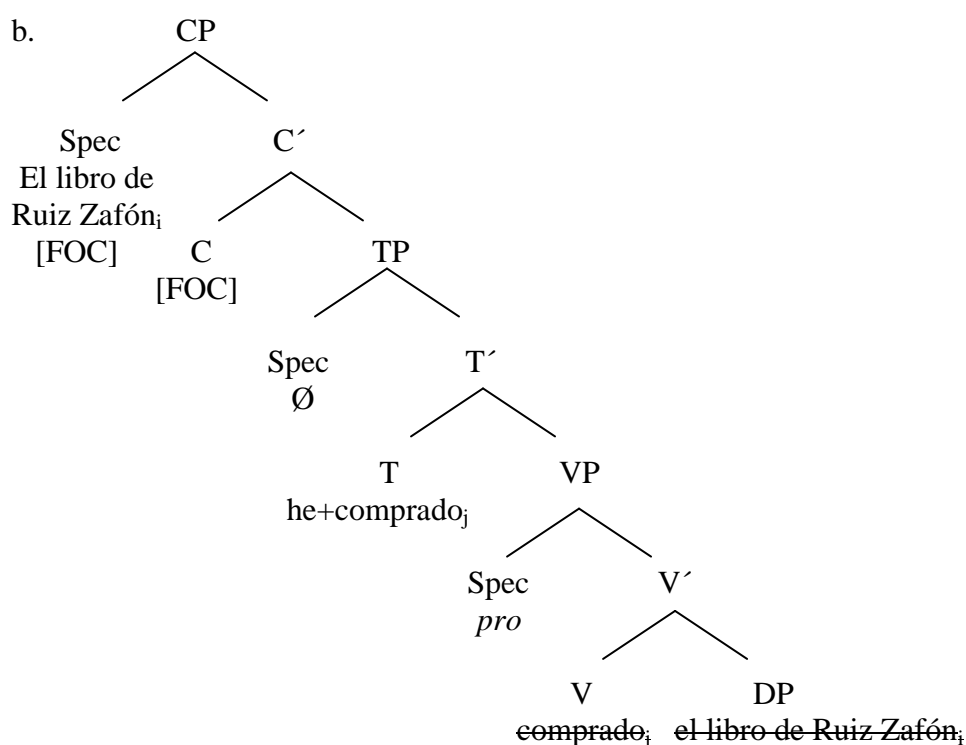 b. CP
Spec C´
El libro de
Ruiz Zafóni
[FOC] C TP
[FOC]
Spec T´
Ø
T VP
he+compradoj
Spec V´
pro
V DP
compradoj el libro de Ruiz Zafóni